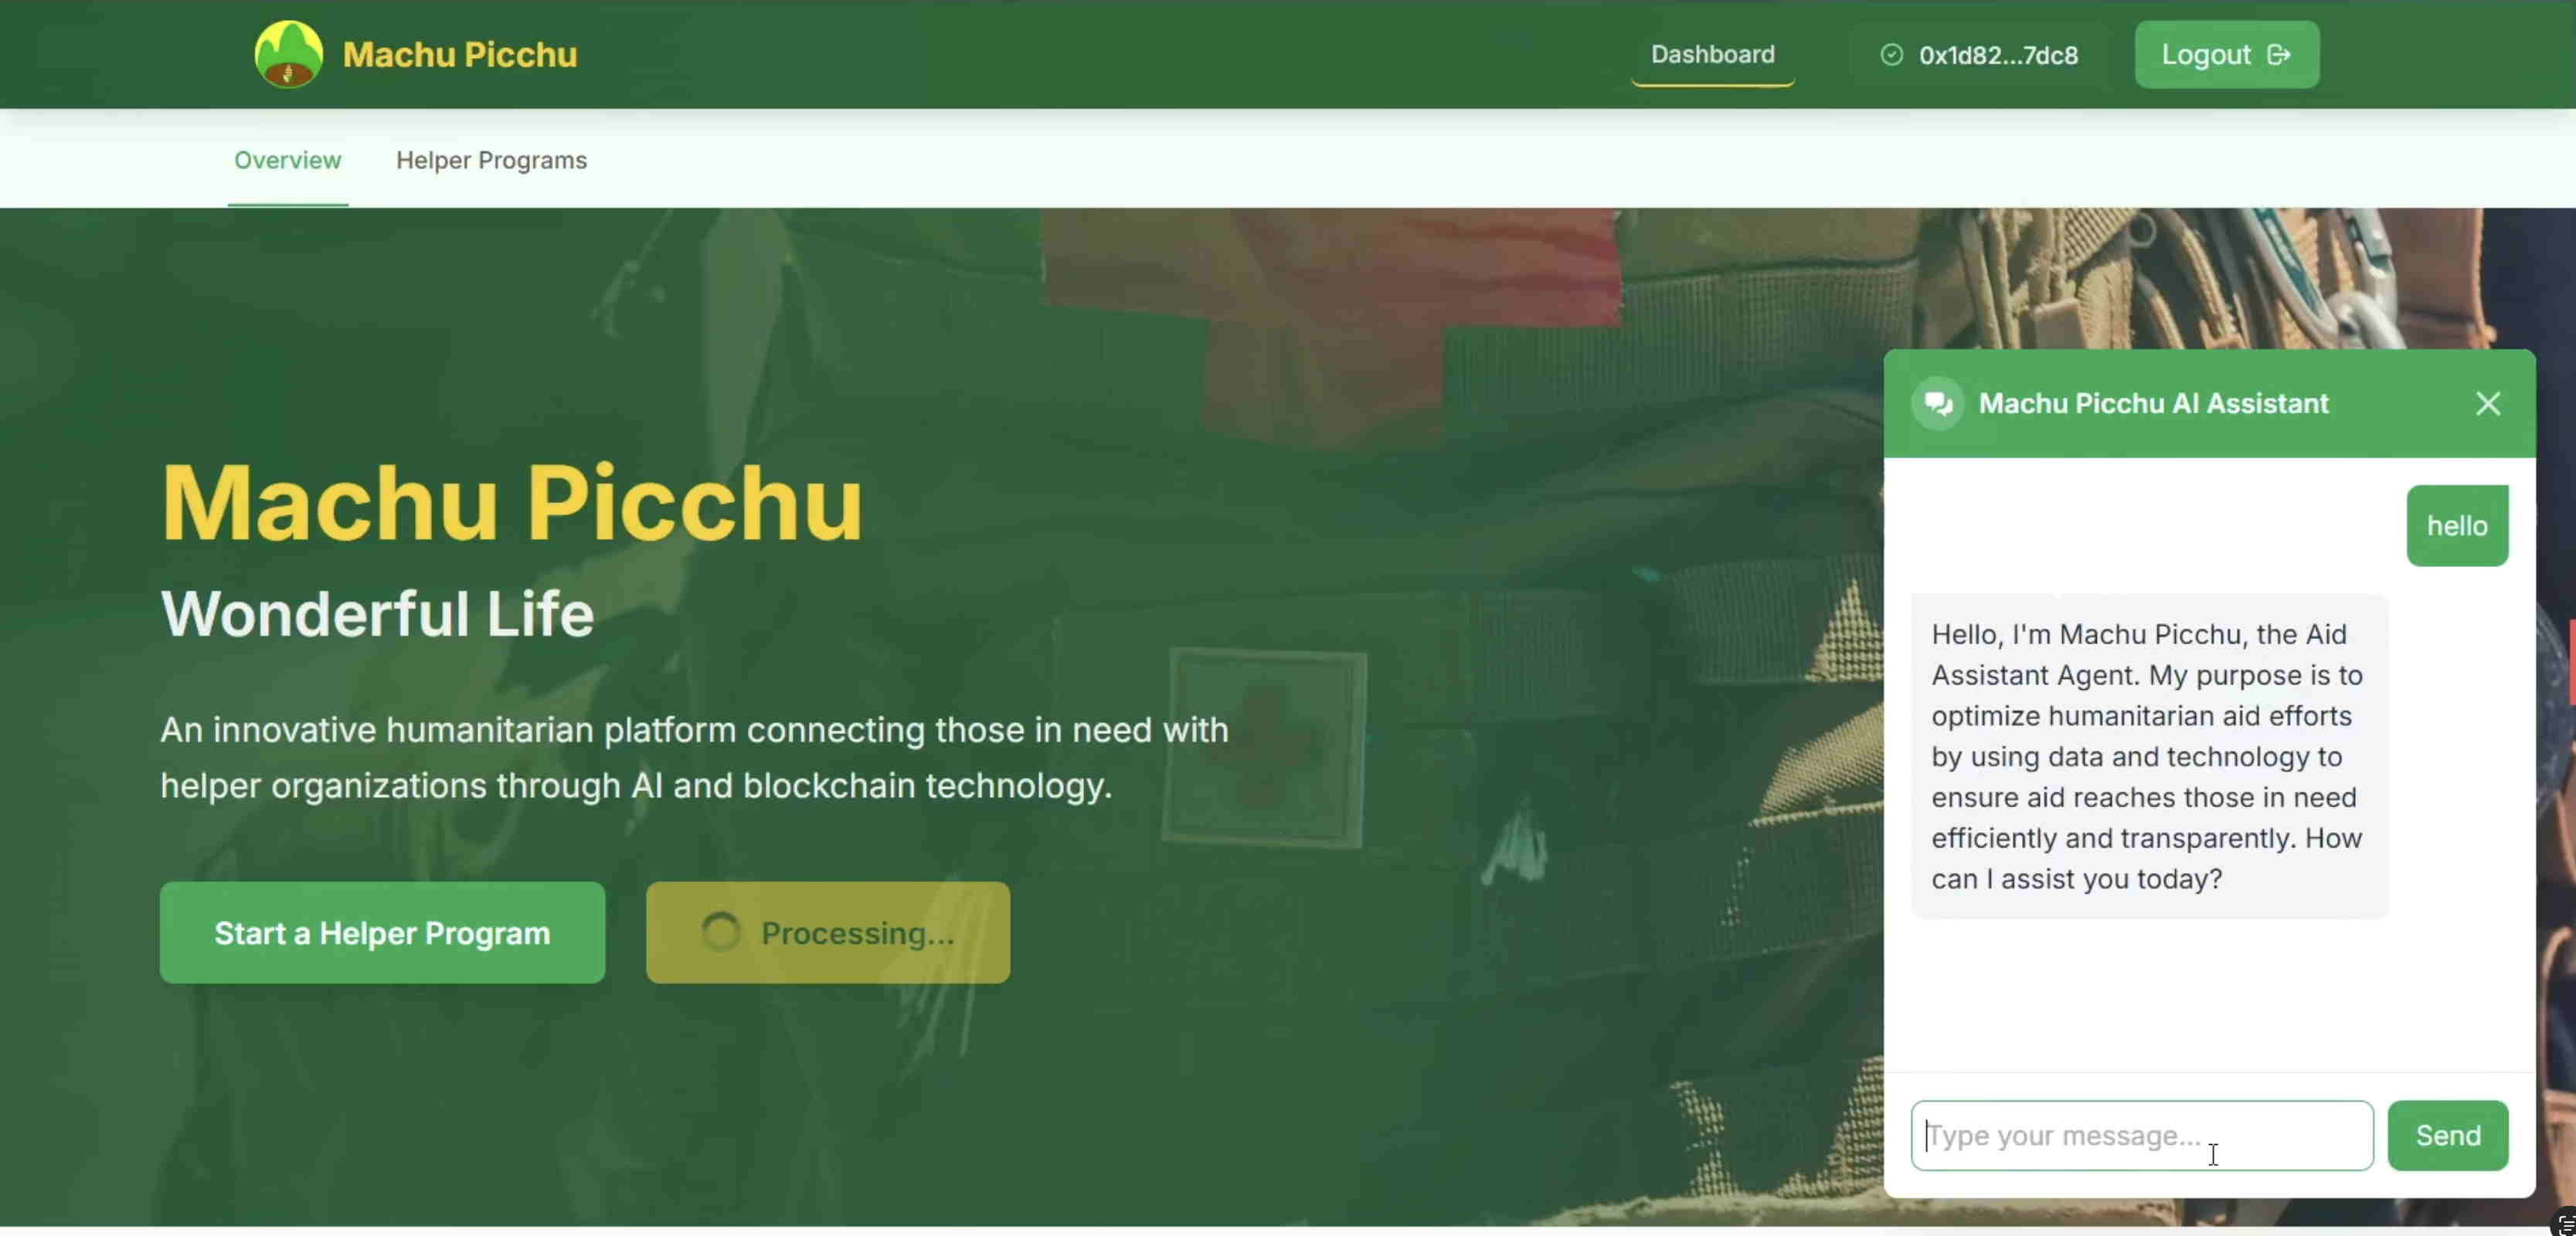 Machu Picchu
Dashboard
0x1d82...7dc8
Logout
Overview
Helper Programs
Machu Picchu
Wonderful Life
An innovative humanitarian platform connecting those in need with
helper organizations through AI and blockchain technology.
Start a Helper Program
Processing...
Machu Picchu AI Assistant
hello
Hello, I'm Machu Picchu, the Aid
Assistant Agent. My purpose is to
optimize humanitarian aid efforts
by using data and technology to
ensure aid reaches those in need
efficiently and transparently. How
can I assist you today?
Type your message...
Send